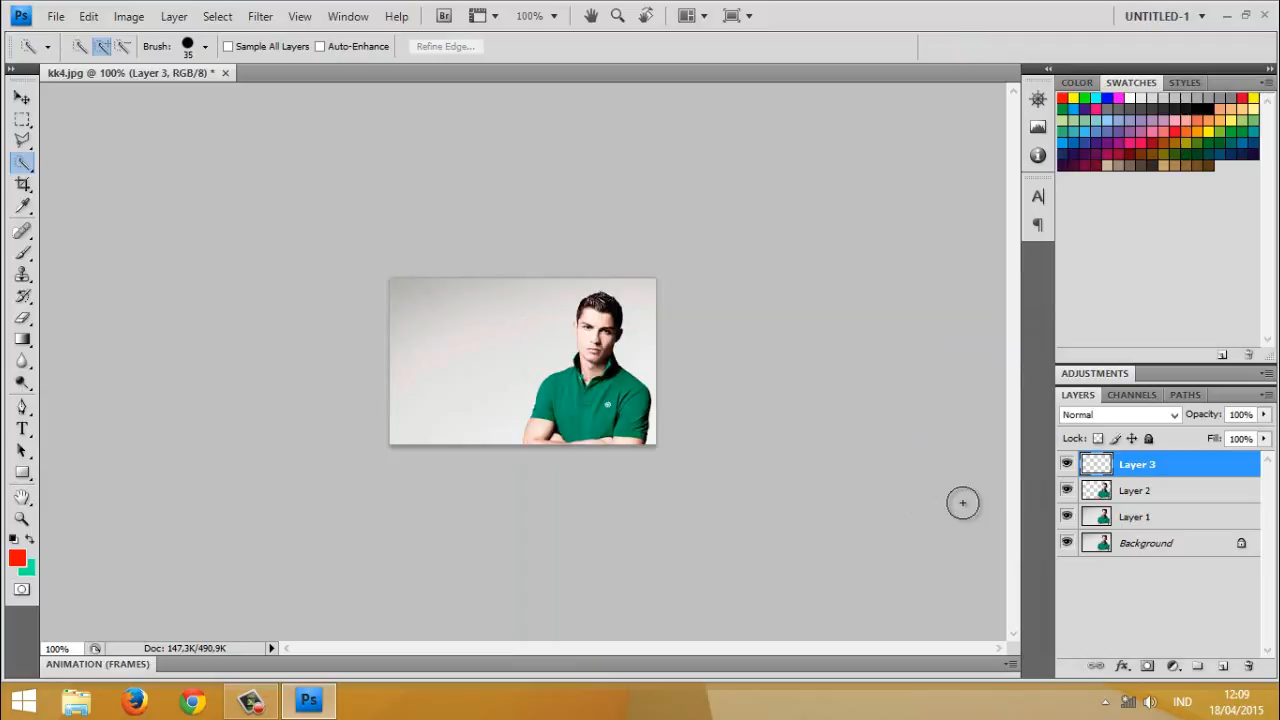 Ps File Edit Image Layer Select Filter View Window Help Br 100% UNTITLED-1
Brush: 35 Sample All Layers Auto-Enhance Refine Edge...
kk4.jpg @ 100% (Layer 3, RGB/8) *
COLOR SWATCHES STYLES
ADJUSTMENTS
LAYERS CHANNELS PATHS
Normal Opacity: 100%
Lock: Fill: 100%
Layer 3
Layer 2
Layer 1
Background
100% Doc: 147,3K/490,9K
ANIMATION (FRAMES)
Ps IND 12:09
18/04/2015